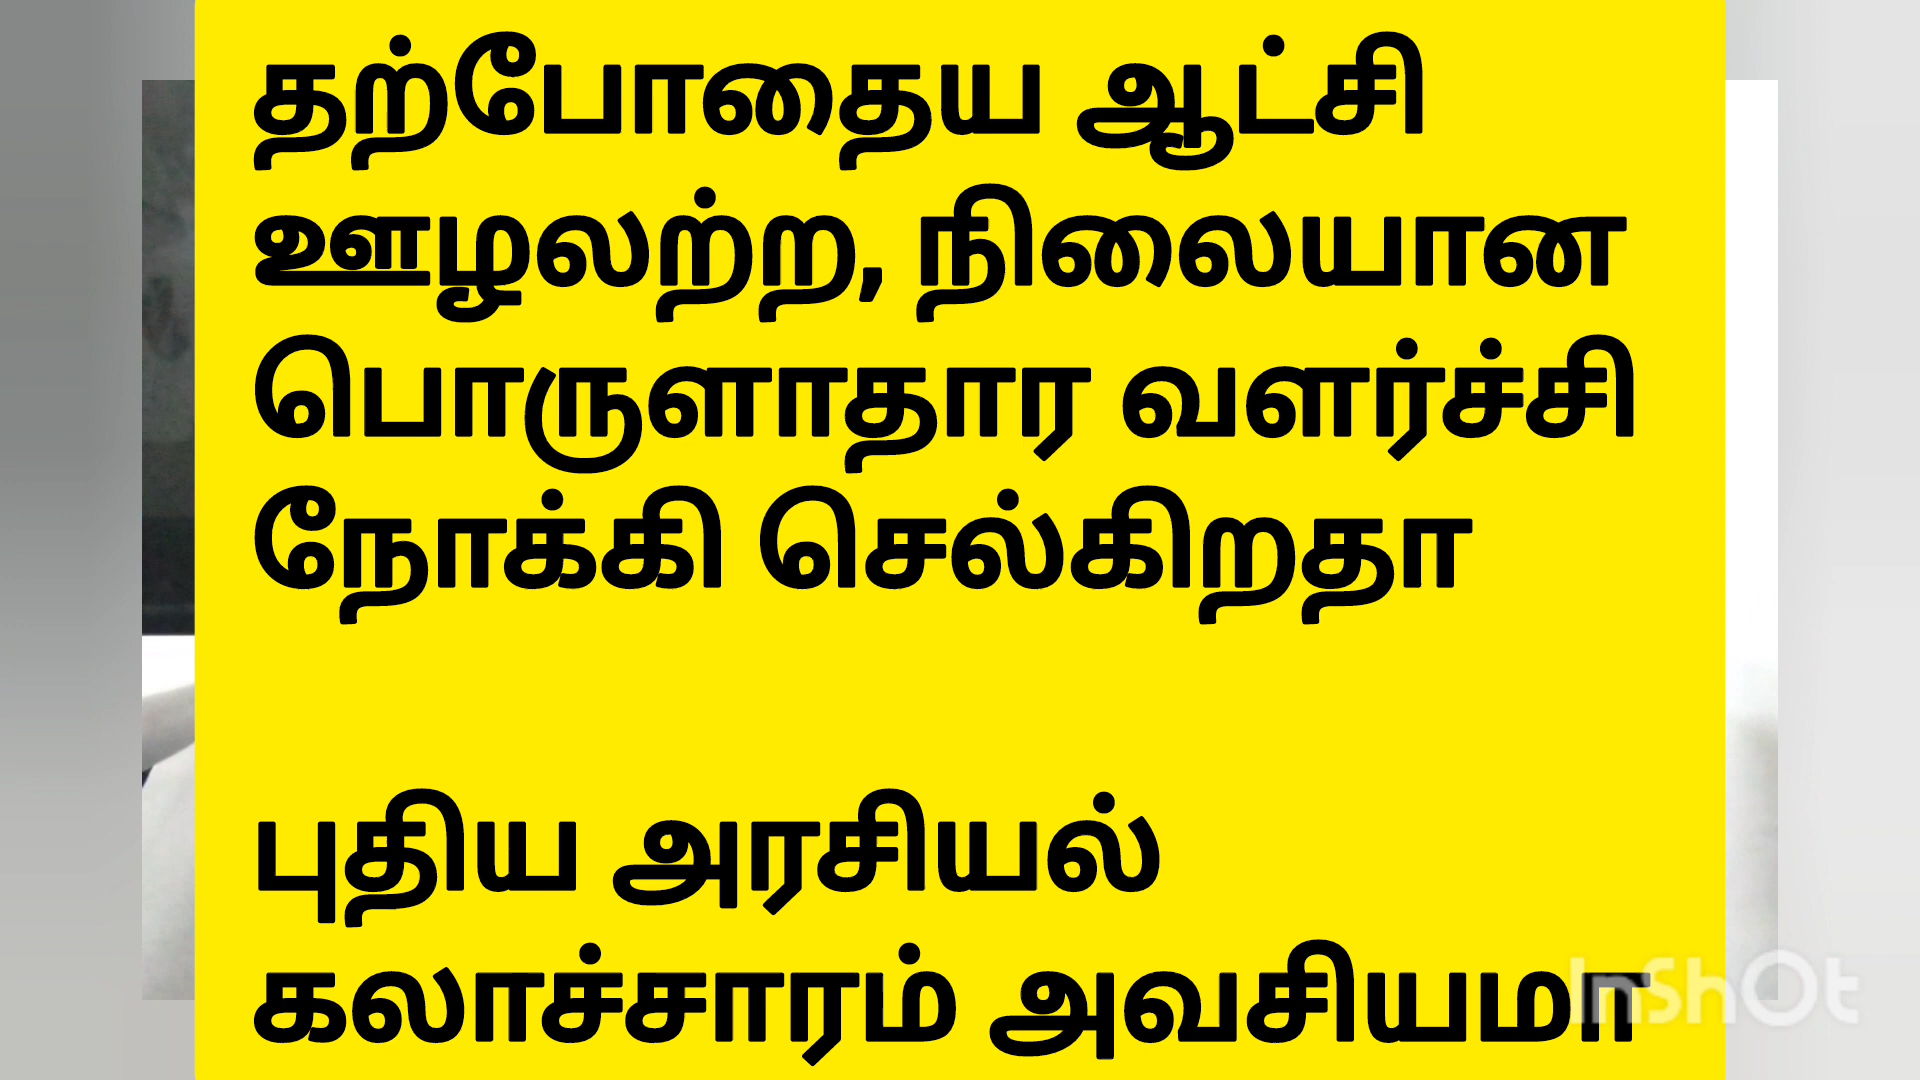 தற்போதைய ஆட்சி
ஊழலற்ற, நிலையான
பொருளாதார வளர்ச்சி
நோக்கி செல்கிறதா
புதிய அரசியல்
கலாச்சாரம் அவசியமா
InShOt